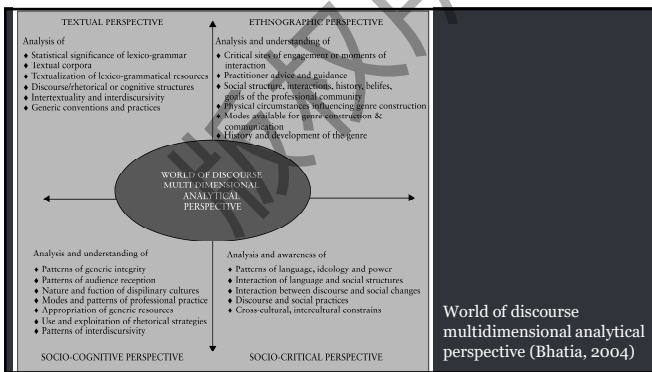 TEXTUAL PERSPECTIVE
Analysis of
♦ Statistical significance of lexico-grammar
♦ Textual corpora
♦ Textualization of lexico-grammatical resources
♦ Discourse/rhetorical or cognitive structures
♦ Intertextuality and interdiscursivity
♦ Generic conventions and practices
ETHNOGRAPHIC PERSPECTIVE
Analysis and understanding of
♦ Critical sites of engagement or moments of
interaction
♦ Practitioner advice and guidance
♦ Social structure, interactions, history, belifes,
goals of the professional community
♦ Physical circumstances influencing genre construction
♦ Modes available for genre construction &
communication
♦ History and development of the genre
WORLD OF DISCOURSE
MULTI DIMENSIONAL
ANALYTICAL
PERSPECTIVE
Analysis and understanding of
♦ Patterns of generic integrity
♦ Patterns of audience reception
♦ Nature and fuction of displinary cultures
♦ Modes and patterns of professional practice
♦ Appropriation of generic resources
♦ Use and exploitation of rhetorical strategies
♦ Patterns of interdiscursivity
SOCIO-COGNITIVE PERSPECTIVE
Analysis and awareness of
♦ Patterns of language, ideology and power
♦ Interaction of language and social structures
♦ Interaction between discourse and social changes
♦ Discourse and social practices
♦ Cross-cultural, intercultural constrains
SOCIO-CRITICAL PERSPECTIVE
World of discourse
multidimensional analytical
perspective (Bhatia, 2004)
版权所